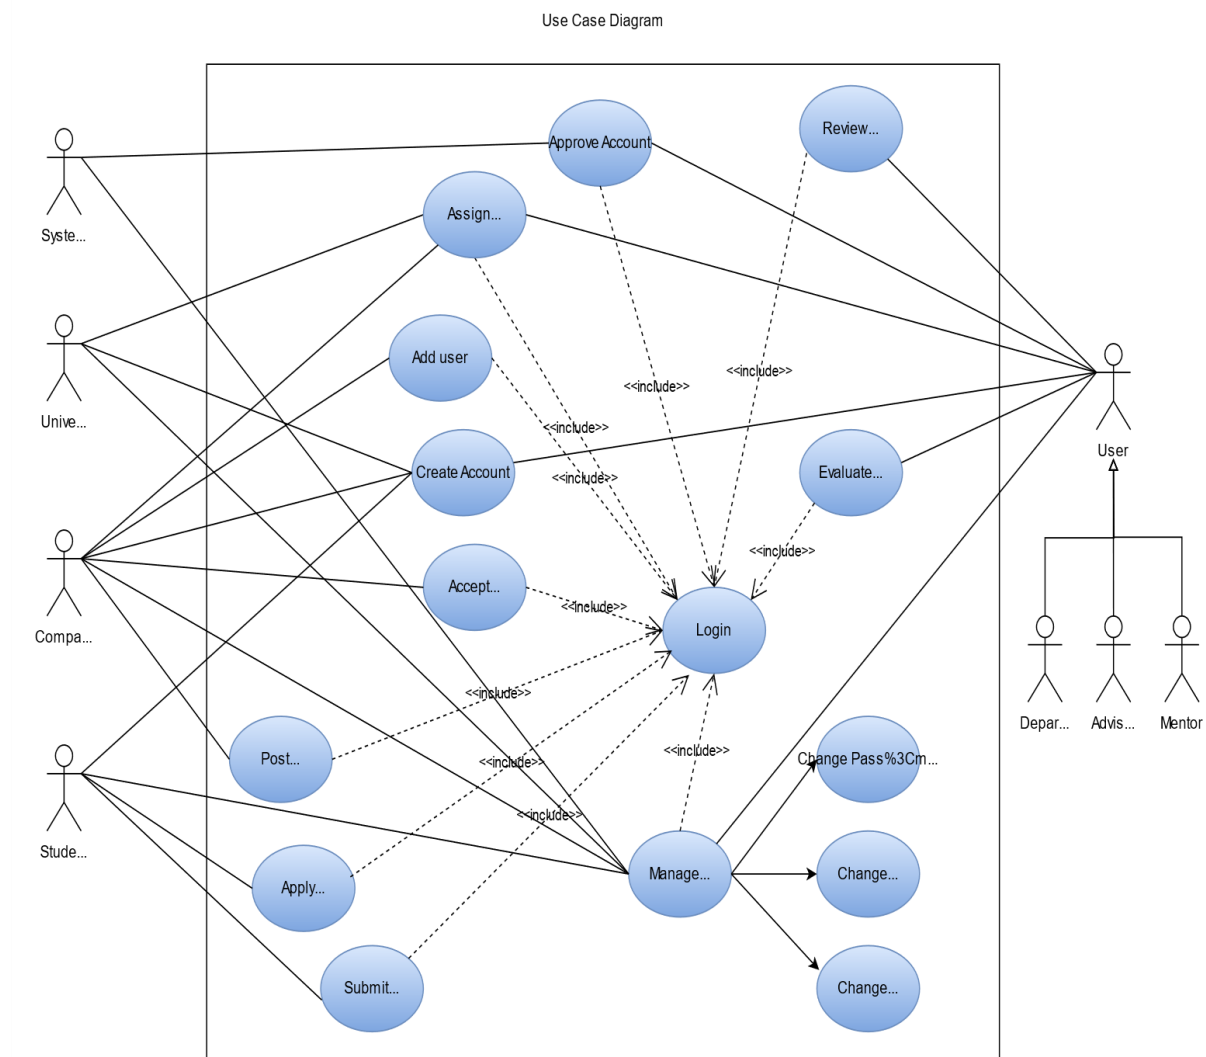 Use Case Diagram
Approve Account
Review...
Assign...
Syste...
Add user
<<include>>
<<include>>
Unive...
<<include>>
User
Create Account
Evaluate...
<<include>>
<<include>>
Accept...
<<include>>
Login
Compa...
<<include>>
Depar...
Advis...
Mentor
<<include>>
Post...
Change Pass%3Cm...
<<include>>
<<include>>
Stude...
Manage...
Change...
Apply...
Submit...
Change...